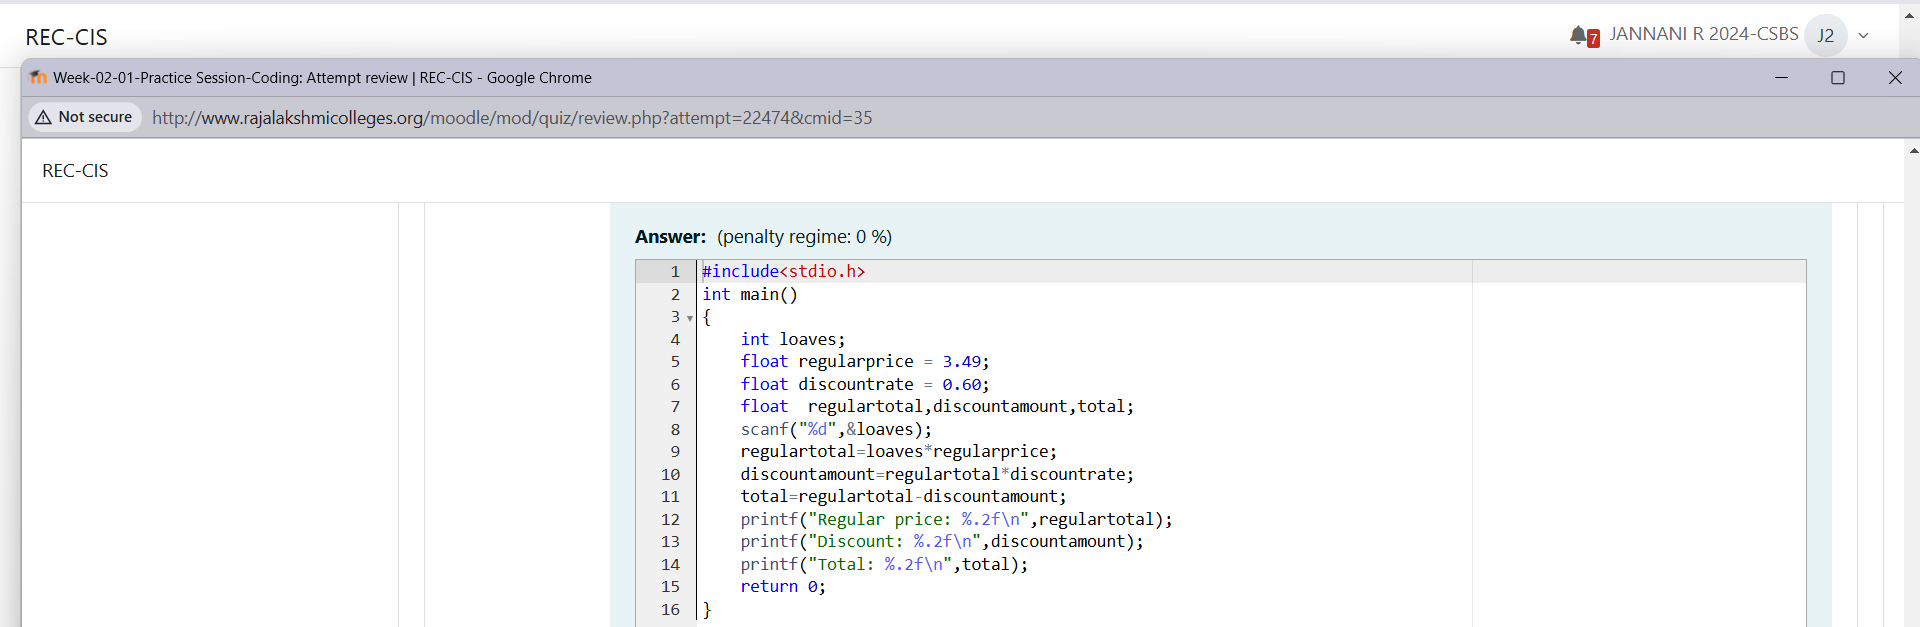 REC-CIS
7 JANNANI R 2024-CSBS J2
Week-02-01-Practice Session-Coding: Attempt review | REC-CIS - Google Chrome
Not secure http://www.rajalakshmicolleges.org/moodle/mod/quiz/review.php?attempt=22474&cmid=35
REC-CIS
Answer: (penalty regime: 0 %)
1 #include<stdio.h>
2 int main()
3 {
4     int loaves;
5     float regularprice = 3.49;
6     float discountrate = 0.60;
7     float  regulartotal,discountamount,total;
8     scanf("%d",&loaves);
9     regulartotal=loaves*regularprice;
10     discountamount=regulartotal*discountrate;
11     total=regulartotal-discountamount;
12     printf("Regular price: %.2f\n",regulartotal);
13     printf("Discount: %.2f\n",discountamount);
14     printf("Total: %.2f\n",total);
15     return 0;
16 }